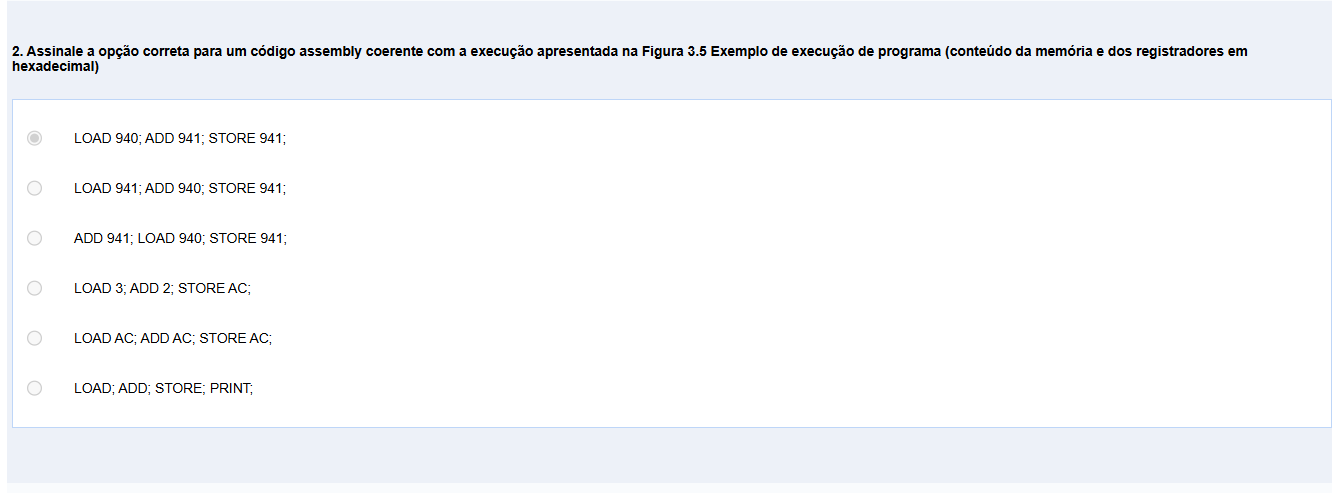 2. Assinale a opção correta para um código assembly coerente com a execução apresentada na Figura 3.5 Exemplo de execução de programa (conteúdo da memória e dos registradores em
hexadecimal)
LOAD 940; ADD 941; STORE 941;
LOAD 941; ADD 940; STORE 941;
ADD 941; LOAD 940; STORE 941;
LOAD 3; ADD 2; STORE AC;
LOAD AC; ADD AC; STORE AC;
LOAD; ADD; STORE; PRINT;